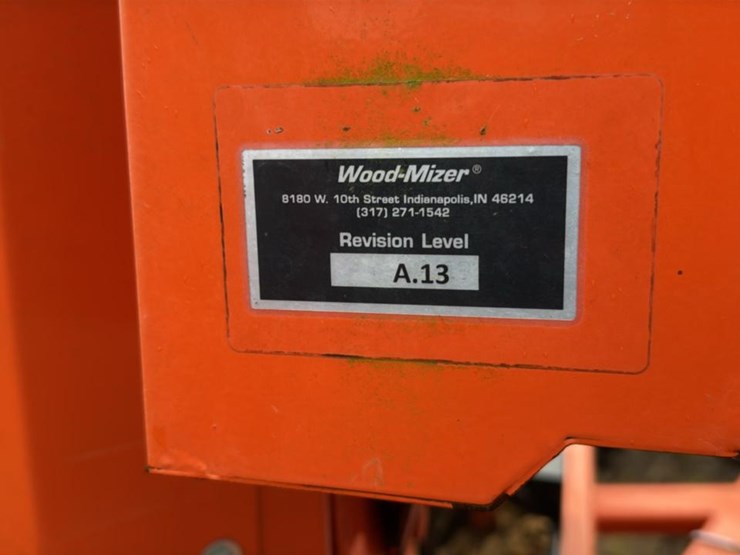 Wood-Mizer®
8180 W. 10th Street Indianapolis,IN 46214
(317) 271-1542
Revision Level
A.13